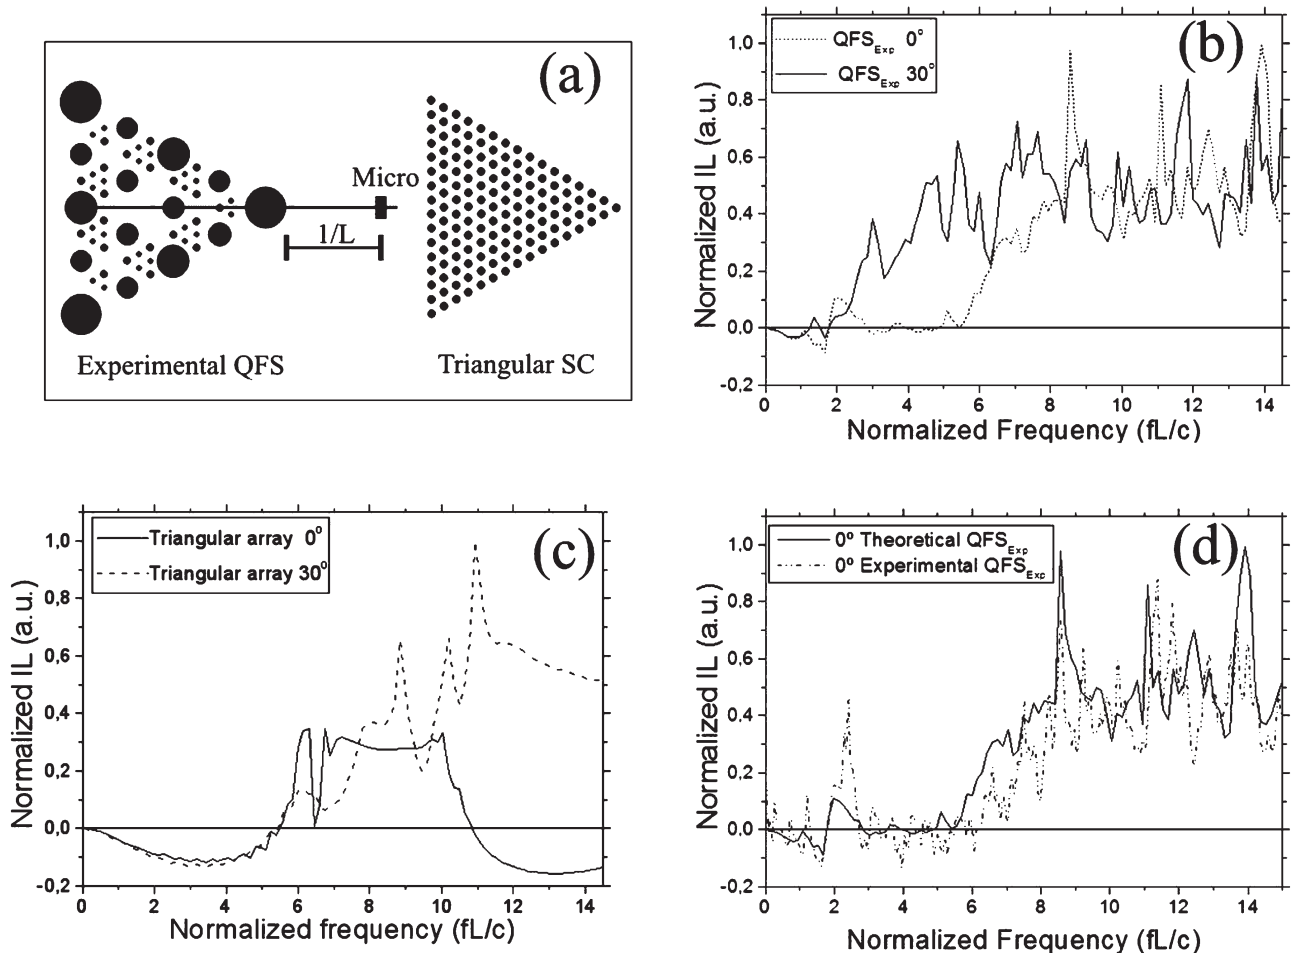 (a)
Micro
1/L
Experimental QFS
Triangular SC
(b)
QFS_Exp 0°
QFS_Exp 30°
Normalized IL (a.u.)
1,0
0,8
0,6
0,4
0,2
0,0
-0,2
0 2 4 6 8 10 12 14
Normalized Frequency (fL/c)
(c)
Triangular array 0°
Triangular array 30°
Normalized IL (a.u.)
1,0
0,8
0,6
0,4
0,2
0,0
-0,2
0 2 4 6 8 10 12 14
Normalized frequency (fL/c)
(d)
0º Theoretical QFS_Exp
0º Experimental QFS_Exp
Normalized IL (a.u.)
1,0
0,8
0,6
0,4
0,2
0,0
-0,2
0 2 4 6 8 10 12 14
Normalized Frequency (fL/c)